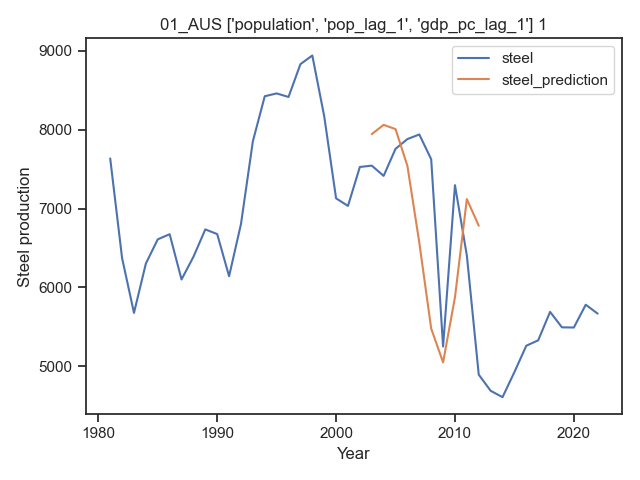 01_AUS ['population', 'pop_lag_1', 'gdp_pc_lag_1'] 1
steel
steel_prediction
9000
8000
7000
6000
5000
Steel production
1980
1990
2000
2010
2020
Year